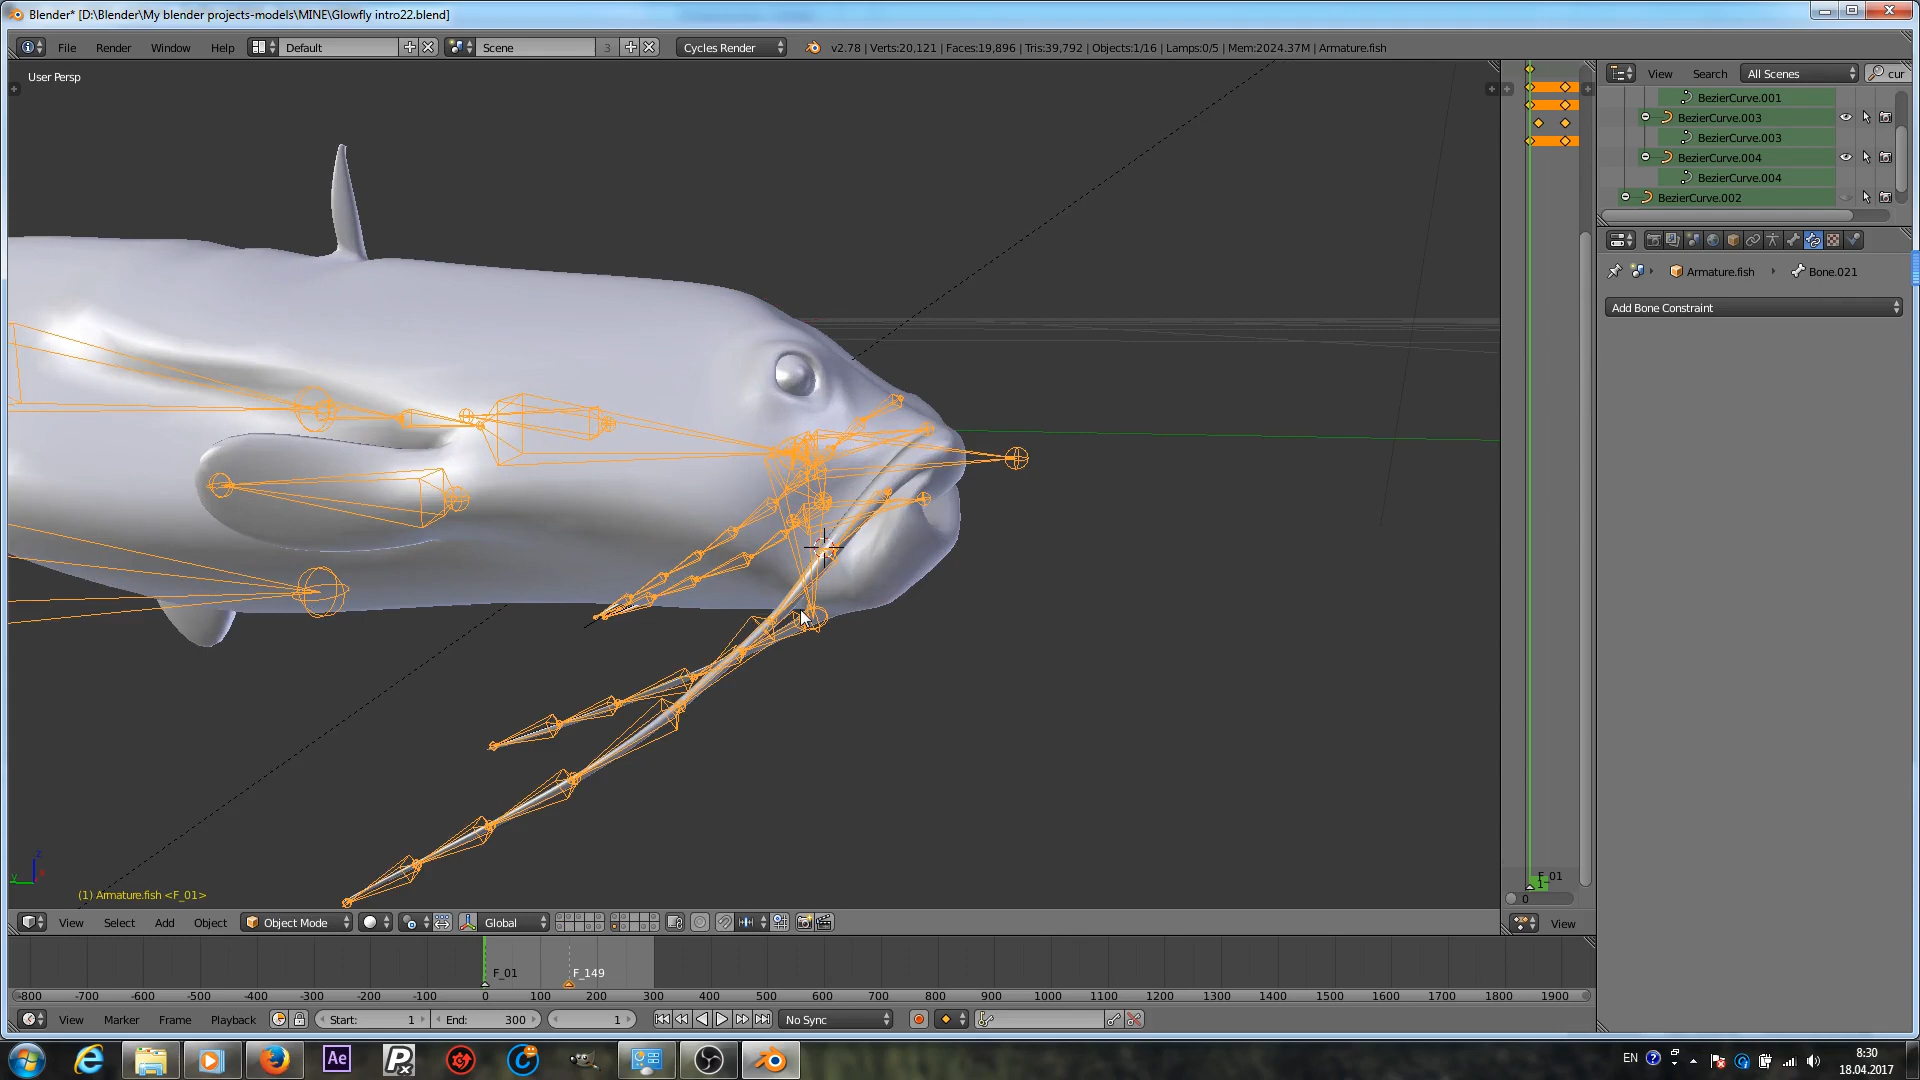 Blender* [D:\Blender\My blender projects-models\MINE\Glowfly intro22.blend]
File Render Window Help Default Scene 3 Cycles Render v2.78 | Verts:20,121 | Faces:19,896 | Tris:39,792 | Objects:1/16 | Lamps:0/5 | Mem:2024.37M | Armature.fish
User Persp
View Search All Scenes cur
BezierCurve.001
BezierCurve.003
BezierCurve.003
BezierCurve.004
BezierCurve.004
BezierCurve.002
Armature.fish Bone.021
Add Bone Constraint
z
y
(1) Armature.fish <F_01>
F_01
1
0
View Select Add Object Object Mode Global View
F_01 F_149
-800 -700 -600 -500 -400 -300 -200 -100 0 100 200 300 400 500 600 700 800 900 1000 1100 1200 1300 1400 1500 1600 1700 1800 1900
View Marker Frame Playback Start: 1 End: 300 1 No Sync
Ae Px EN 8:30
18.04.2017